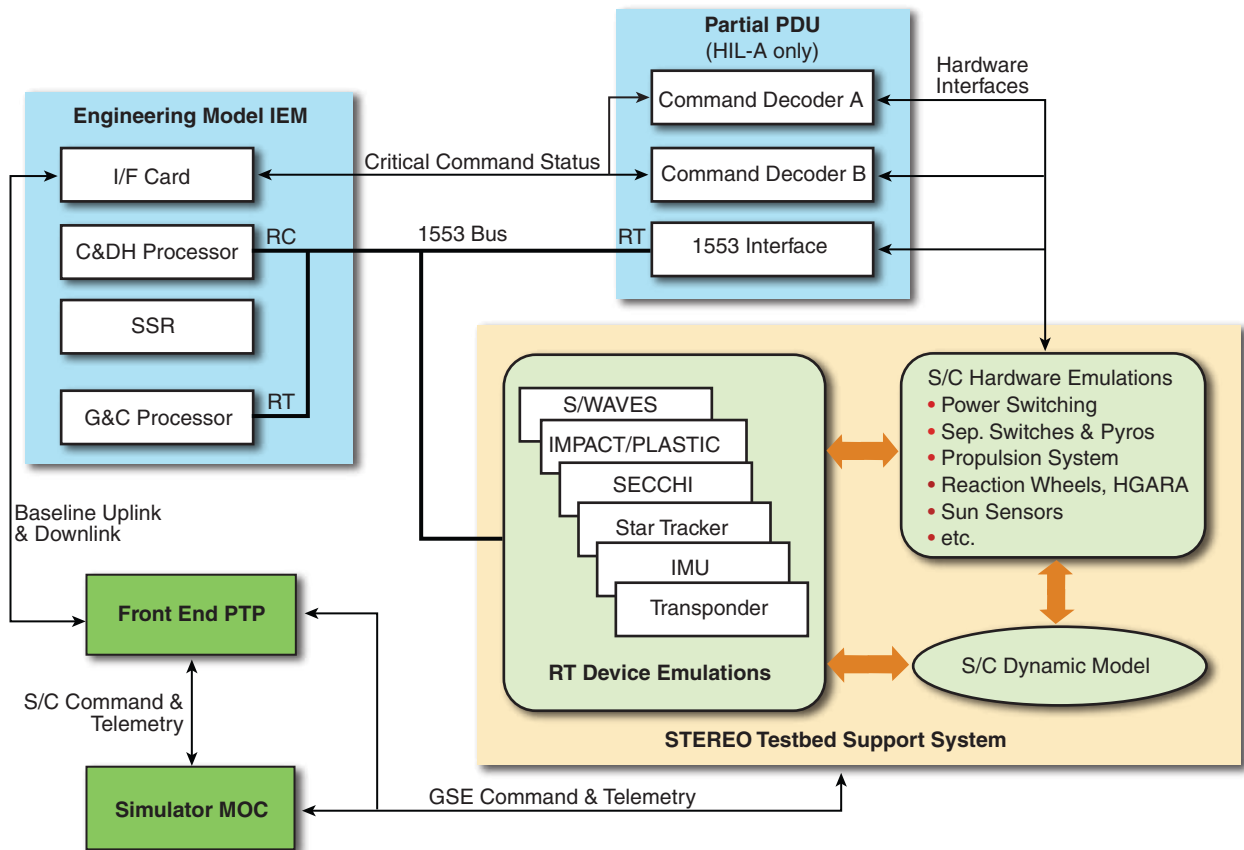 Partial PDU
(HIL-A only)
Hardware
Interfaces
Command Decoder A
Engineering Model IEM
I/F Card
Critical Command Status
Command Decoder B
C&DH Processor
RC
1553 Bus
RT
1553 Interface
SSR
G&C Processor
RT
S/WAVES
IMPACT/PLASTIC
SECCHI
Star Tracker
IMU
Transponder
RT Device Emulations
S/C Hardware Emulations
• Power Switching
• Sep. Switches & Pyros
• Propulsion System
• Reaction Wheels, HGARA
• Sun Sensors
• etc.
S/C Dynamic Model
STEREO Testbed Support System
Baseline Uplink
& Downlink
Front End PTP
S/C Command &
Telemetry
Simulator MOC
GSE Command & Telemetry